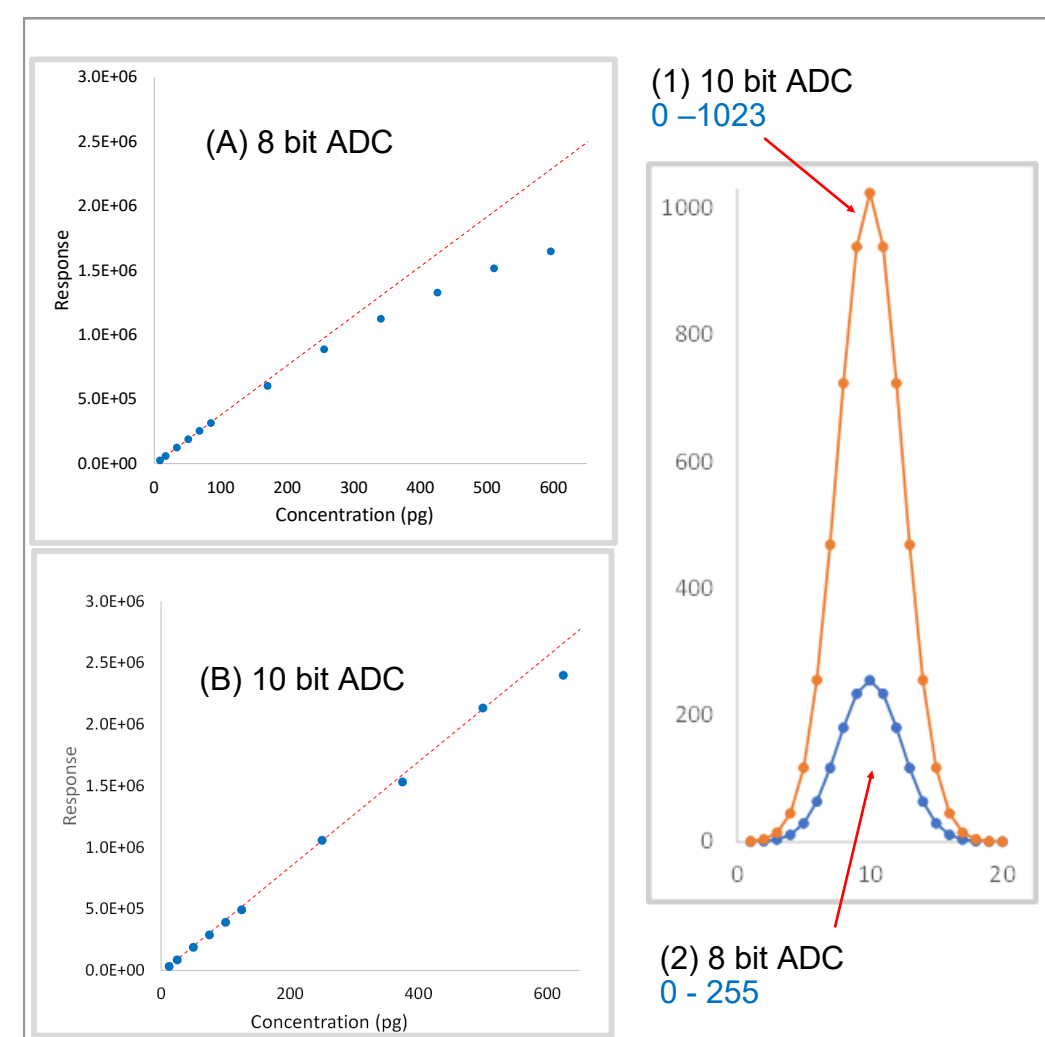 3.0E+06
2.5E+06
2.0E+06
1.5E+06
1.0E+06
5.0E+05
0.0E+00
Response
(A) 8 bit ADC
0 100 200 300 400 500 600
Concentration (pg)
3.0E+06
2.5E+06
2.0E+06
1.5E+06
1.0E+06
5.0E+05
0.0E+00
Response
(B) 10 bit ADC
0 200 400 600
Concentration (pg)
(1) 10 bit ADC
0 –1023
1000
800
600
400
200
0
0 10 20
(2) 8 bit ADC
0 - 255